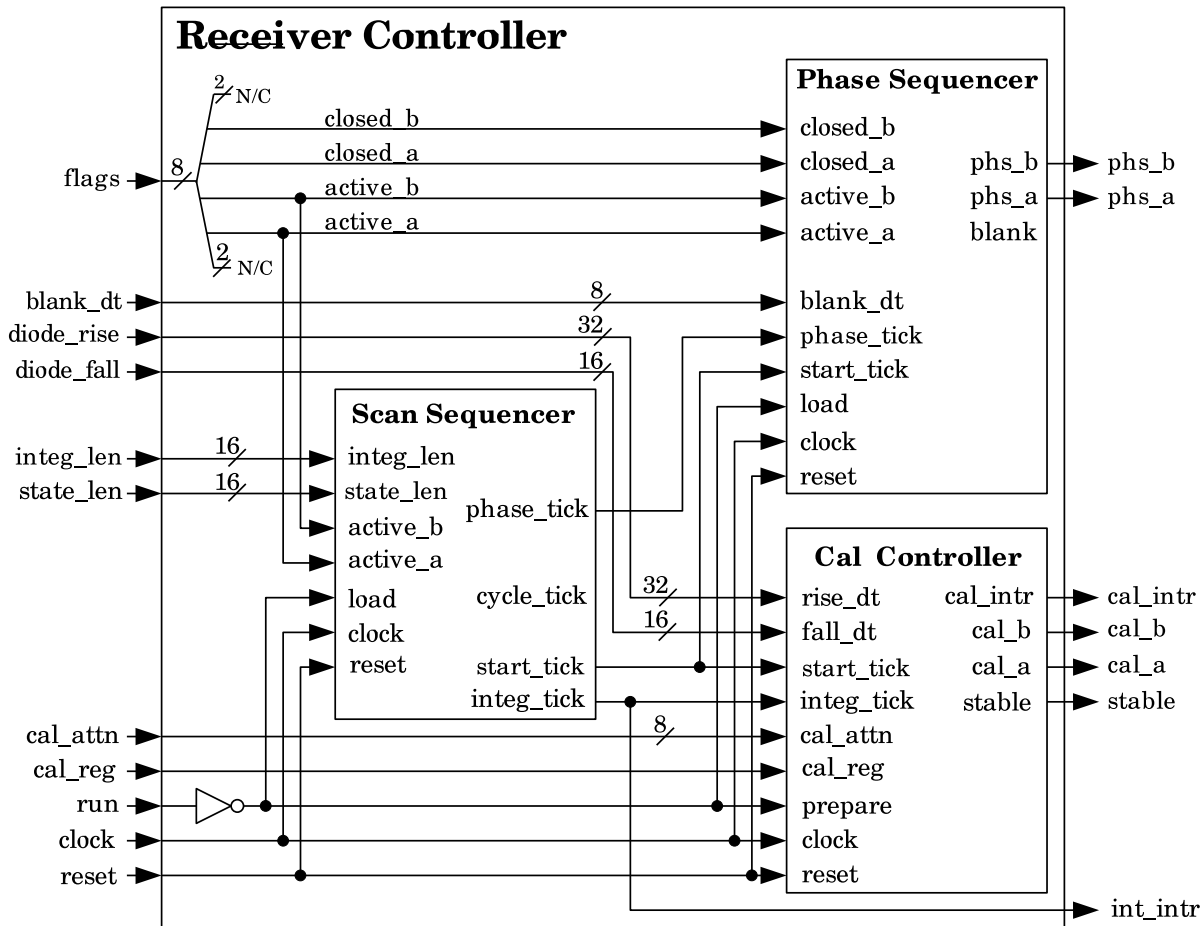 Receiver Controller
flags
8
2
N/C
closed_b
closed_a
active_b
active_a
2
N/C
blank_dt
8
diode_rise
32
diode_fall
16
integ_len
16
state_len
16
Scan Sequencer
integ_len
state_len
active_b
active_a
load
clock
reset
phase_tick
cycle_tick
start_tick
integ_tick
Phase Sequencer
closed_b
closed_a
active_b
active_a
blank_dt
phase_tick
start_tick
load
clock
reset
phs_b
phs_a
blank
phs_b
phs_a
32
16
8
Cal Controller
rise_dt
fall_dt
start_tick
integ_tick
cal_attn
cal_reg
prepare
clock
reset
cal_intr
cal_b
cal_a
stable
cal_intr
cal_b
cal_a
stable
cal_attn
cal_reg
run
clock
reset
int_intr